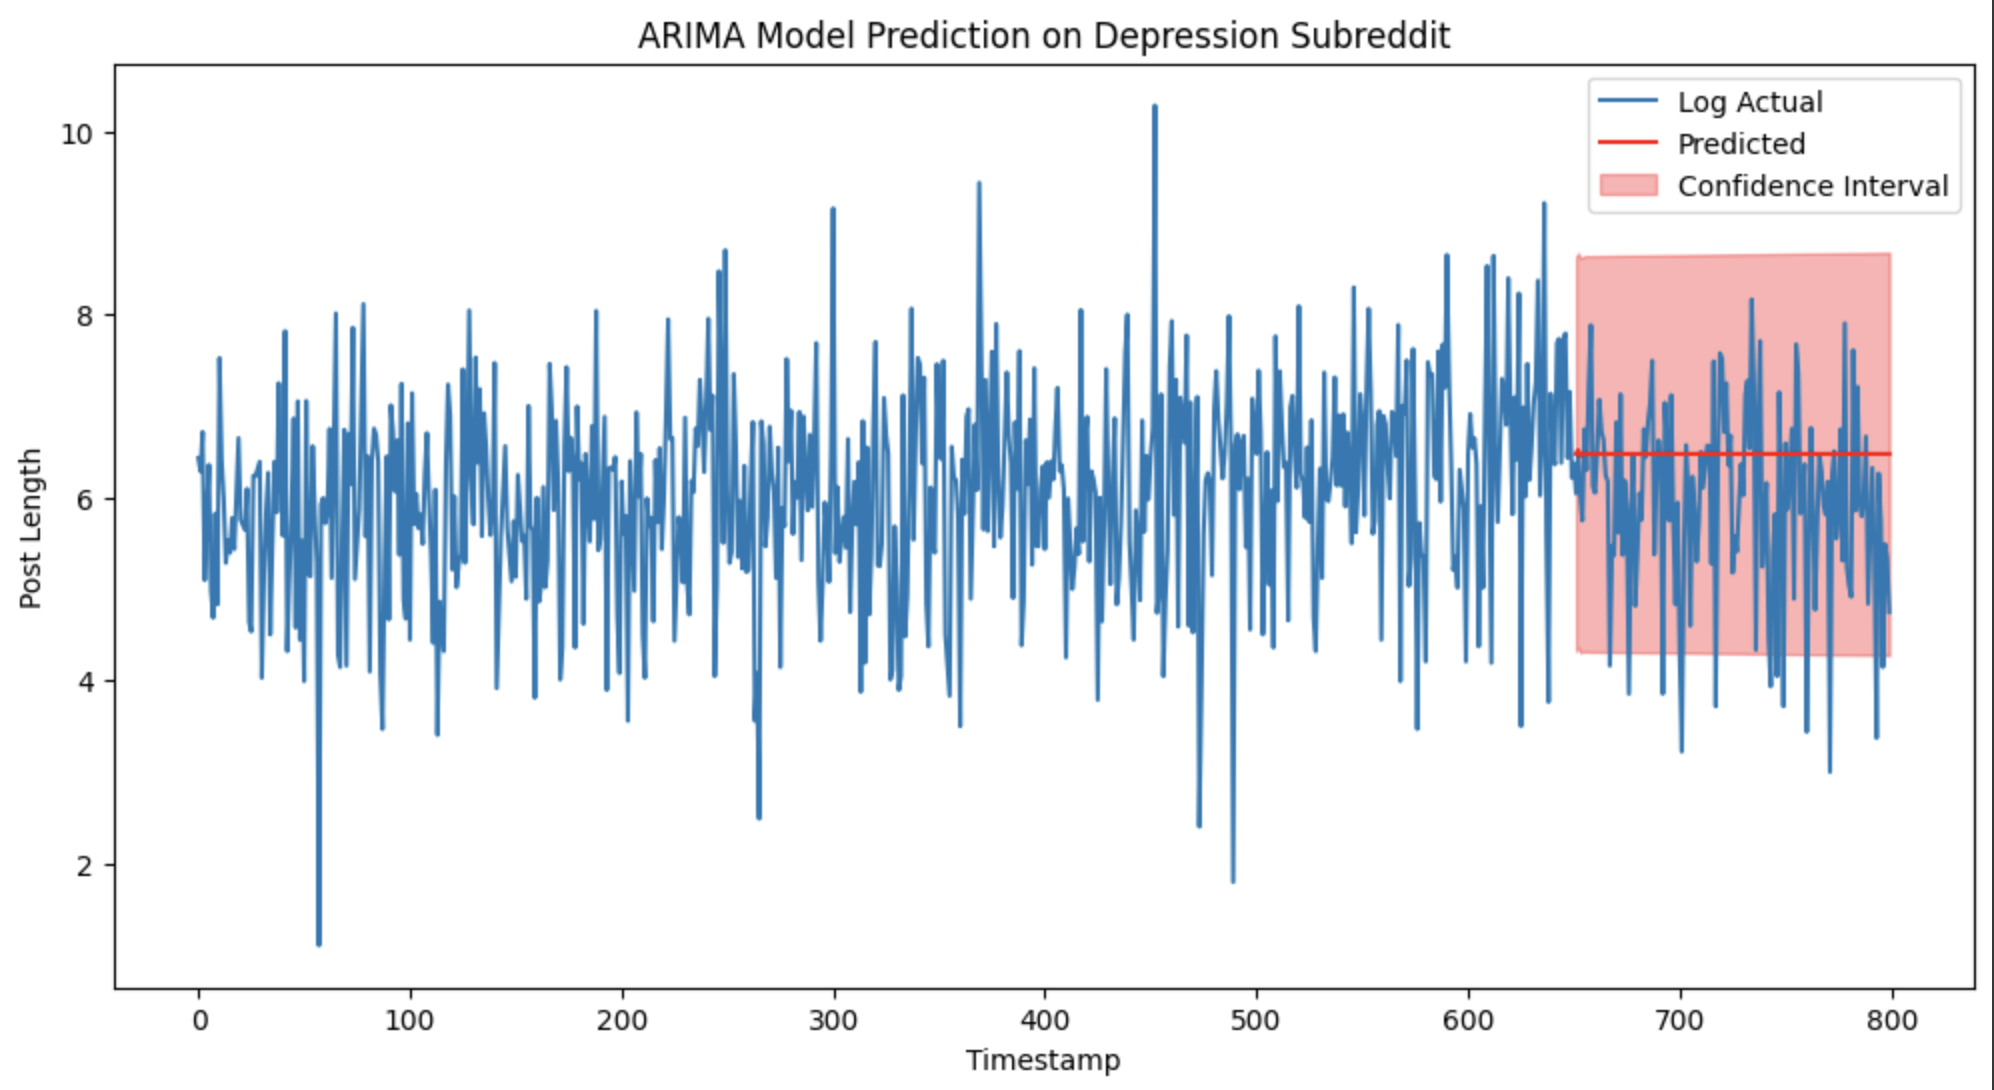 ARIMA Model Prediction on Depression Subreddit
Log Actual
Predicted
Confidence Interval
Post Length
10
8
6
4
2
0 100 200 300 400 500 600 700 800
Timestamp